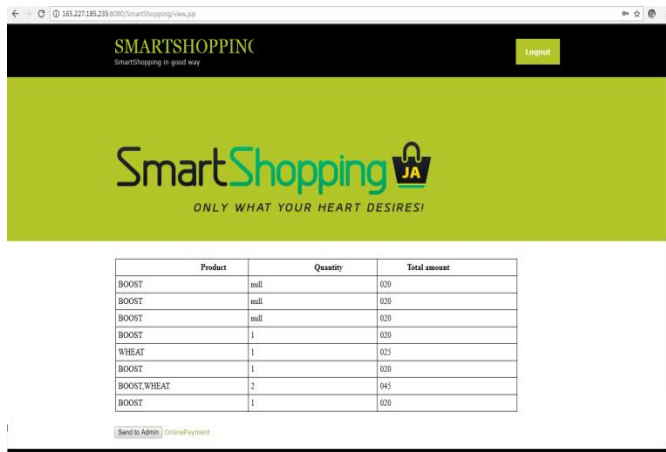 165.227.185.235:8080/SmartShopping/view.jsp
SMARTSHOPPING
SmartShopping in good way
Logout
SmartShopping JA
ONLY WHAT YOUR HEART DESIRES!
Product Quantity Total amount
BOOST null 020
BOOST null 020
BOOST null 020
BOOST 1 020
WHEAT 1 025
BOOST 1 020
BOOST,WHEAT 2 045
BOOST 1 020
Send to Admin OnlinePayment